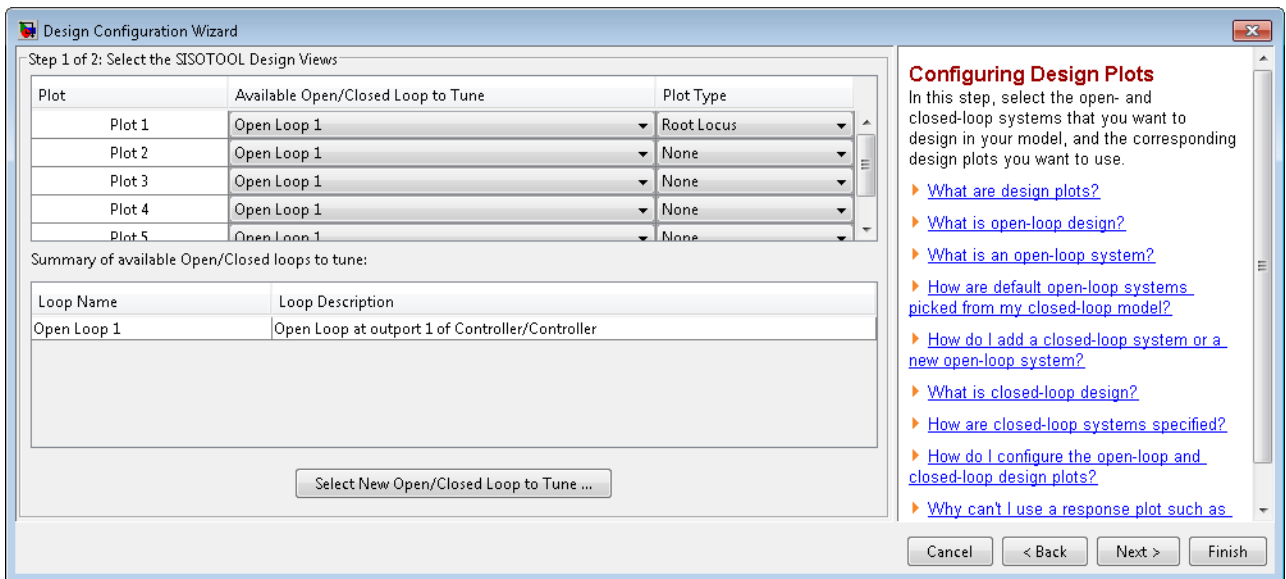 Design Configuration Wizard
Step 1 of 2: Select the SISOTOOL Design Views
Plot Available Open/Closed Loop to Tune Plot Type
Plot 1 Open Loop 1 Root Locus
Plot 2 Open Loop 1 None
Plot 3 Open Loop 1 None
Plot 4 Open Loop 1 None
Plot 5 Open Loop 1 None
Summary of available Open/Closed loops to tune:
Loop Name Loop Description
Open Loop 1 Open Loop at outport 1 of Controller/Controller
Select New Open/Closed Loop to Tune ...
Configuring Design Plots
In this step, select the open- and
closed-loop systems that you want to
design in your model, and the corresponding
design plots you want to use.
What are design plots?
What is open-loop design?
What is an open-loop system?
How are default open-loop systems
picked from my closed-loop model?
How do I add a closed-loop system or a
new open-loop system?
What is closed-loop design?
How are closed-loop systems specified?
How do I configure the open-loop and
closed-loop design plots?
Why can't I use a response plot such as
Cancel < Back Next > Finish